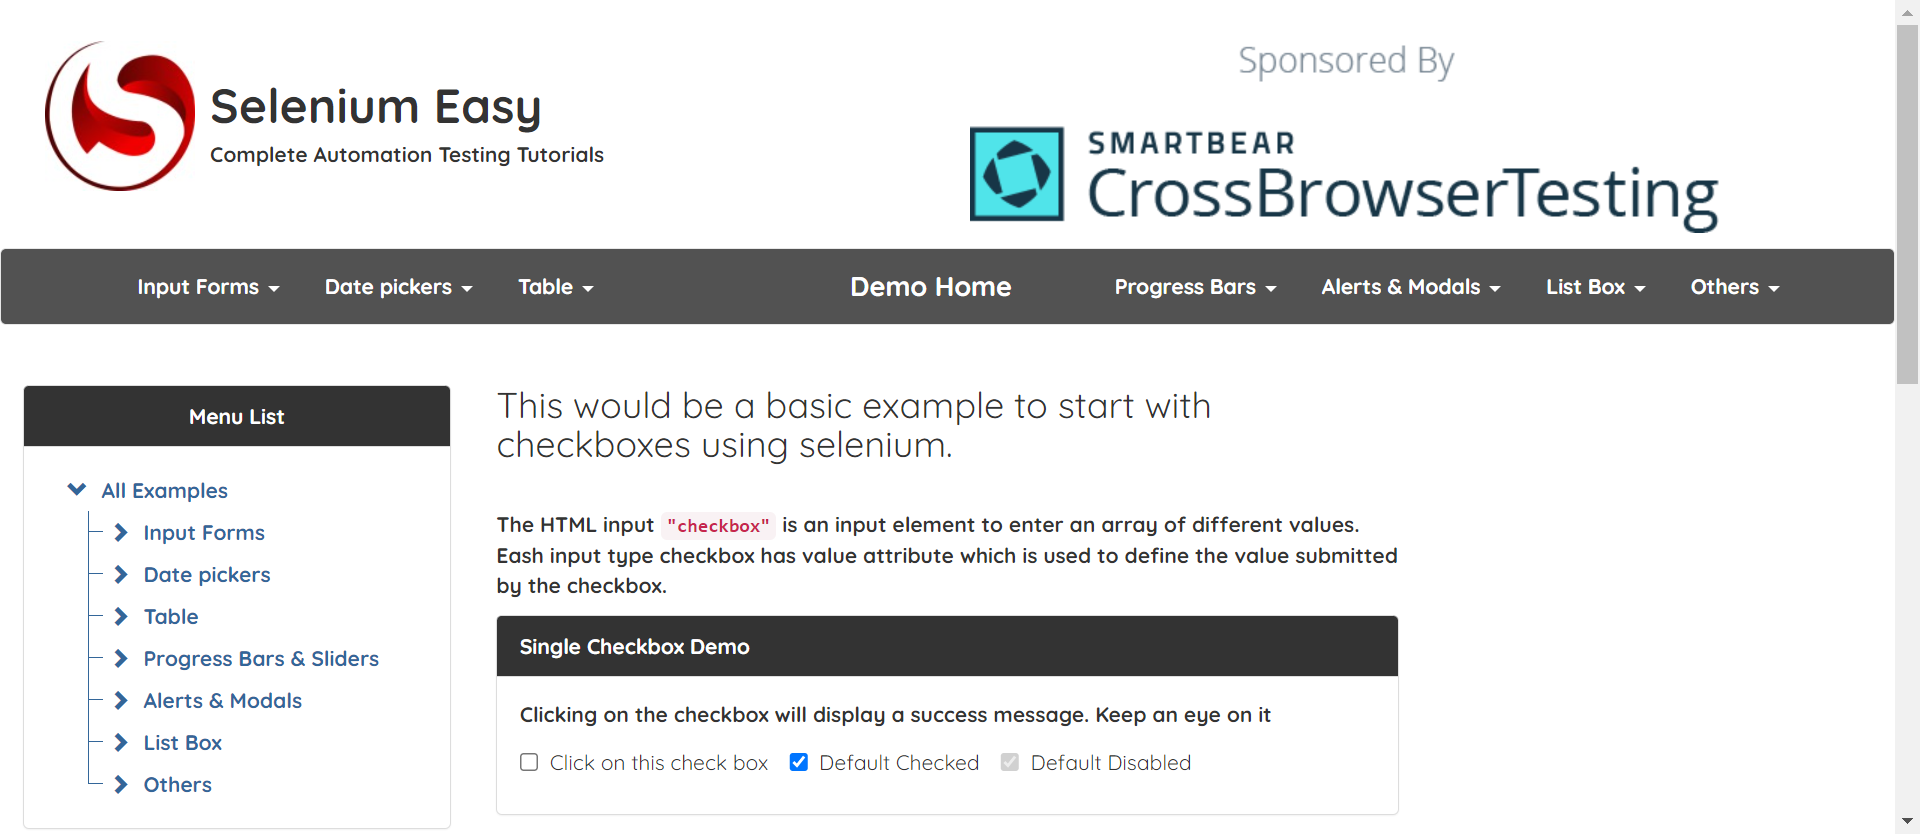 Selenium Easy
Complete Automation Testing Tutorials
Sponsored By
SMARTBEAR
CrossBrowserTesting
Input Forms
Date pickers
Table
Demo Home
Progress Bars
Alerts & Modals
List Box
Others
Menu List
All Examples
Input Forms
Date pickers
Table
Progress Bars & Sliders
Alerts & Modals
List Box
Others
This would be a basic example to start with
checkboxes using selenium.
The HTML input "checkbox" is an input element to enter an array of different values.
Eash input type checkbox has value attribute which is used to define the value submitted
by the checkbox.
Single Checkbox Demo
Clicking on the checkbox will display a success message. Keep an eye on it
Click on this check box
Default Checked
Default Disabled